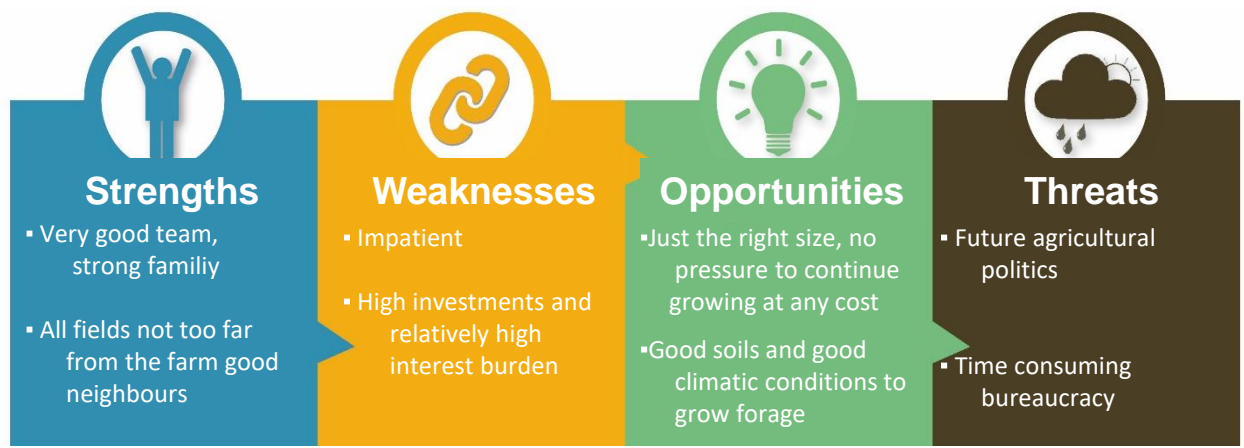 Strengths
▪ Very good team,
strong familiy
▪ All fields not too far
from the farm good
neighbours
Weaknesses
▪ Impatient
▪ High investments and
relatively high
interest burden
Opportunities
▪Just the right size, no
pressure to continue
growing at any cost
▪Good soils and good
climatic conditions to
grow forage
Threats
▪ Future agricultural
politics
▪ Time consuming
bureaucracy